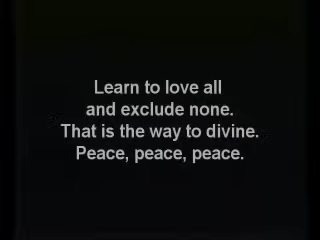 Learn to love all
and exclude none.
That is the way to divine.
Peace, peace, peace.